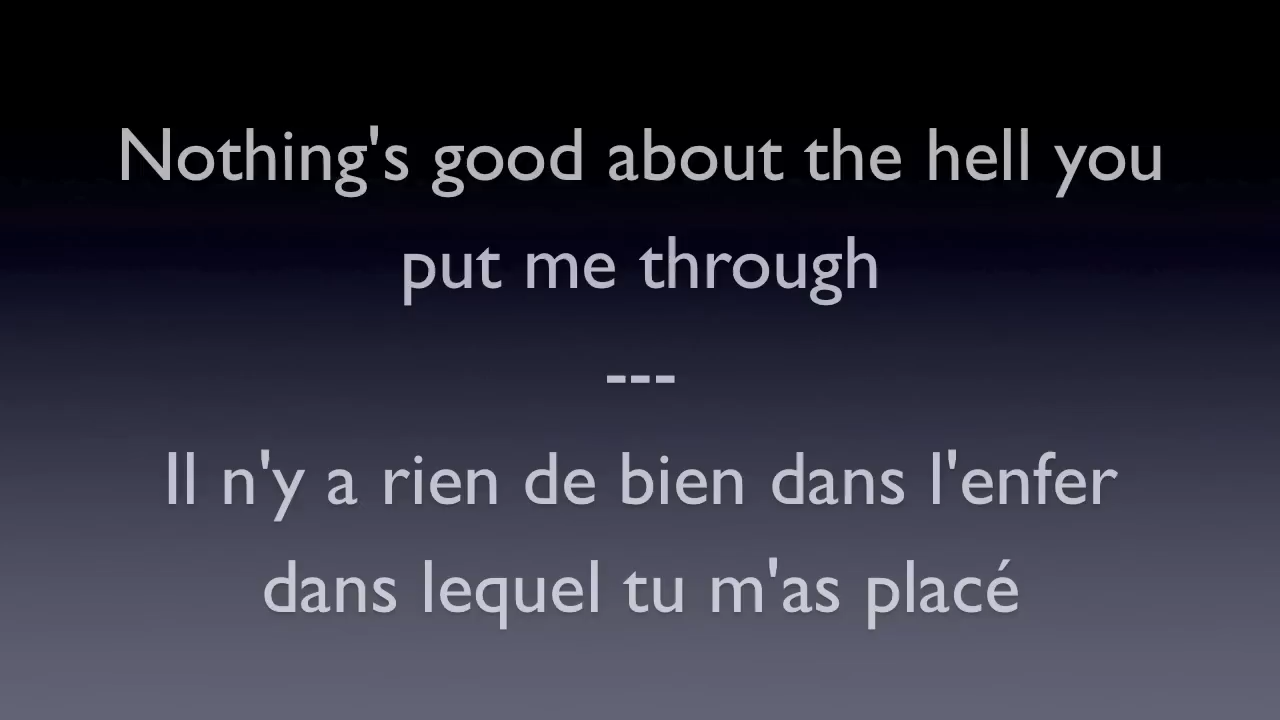 Nothing's good about the hell you
put me through
---
Il n'y a rien de bien dans l'enfer
dans lequel tu m'as placé